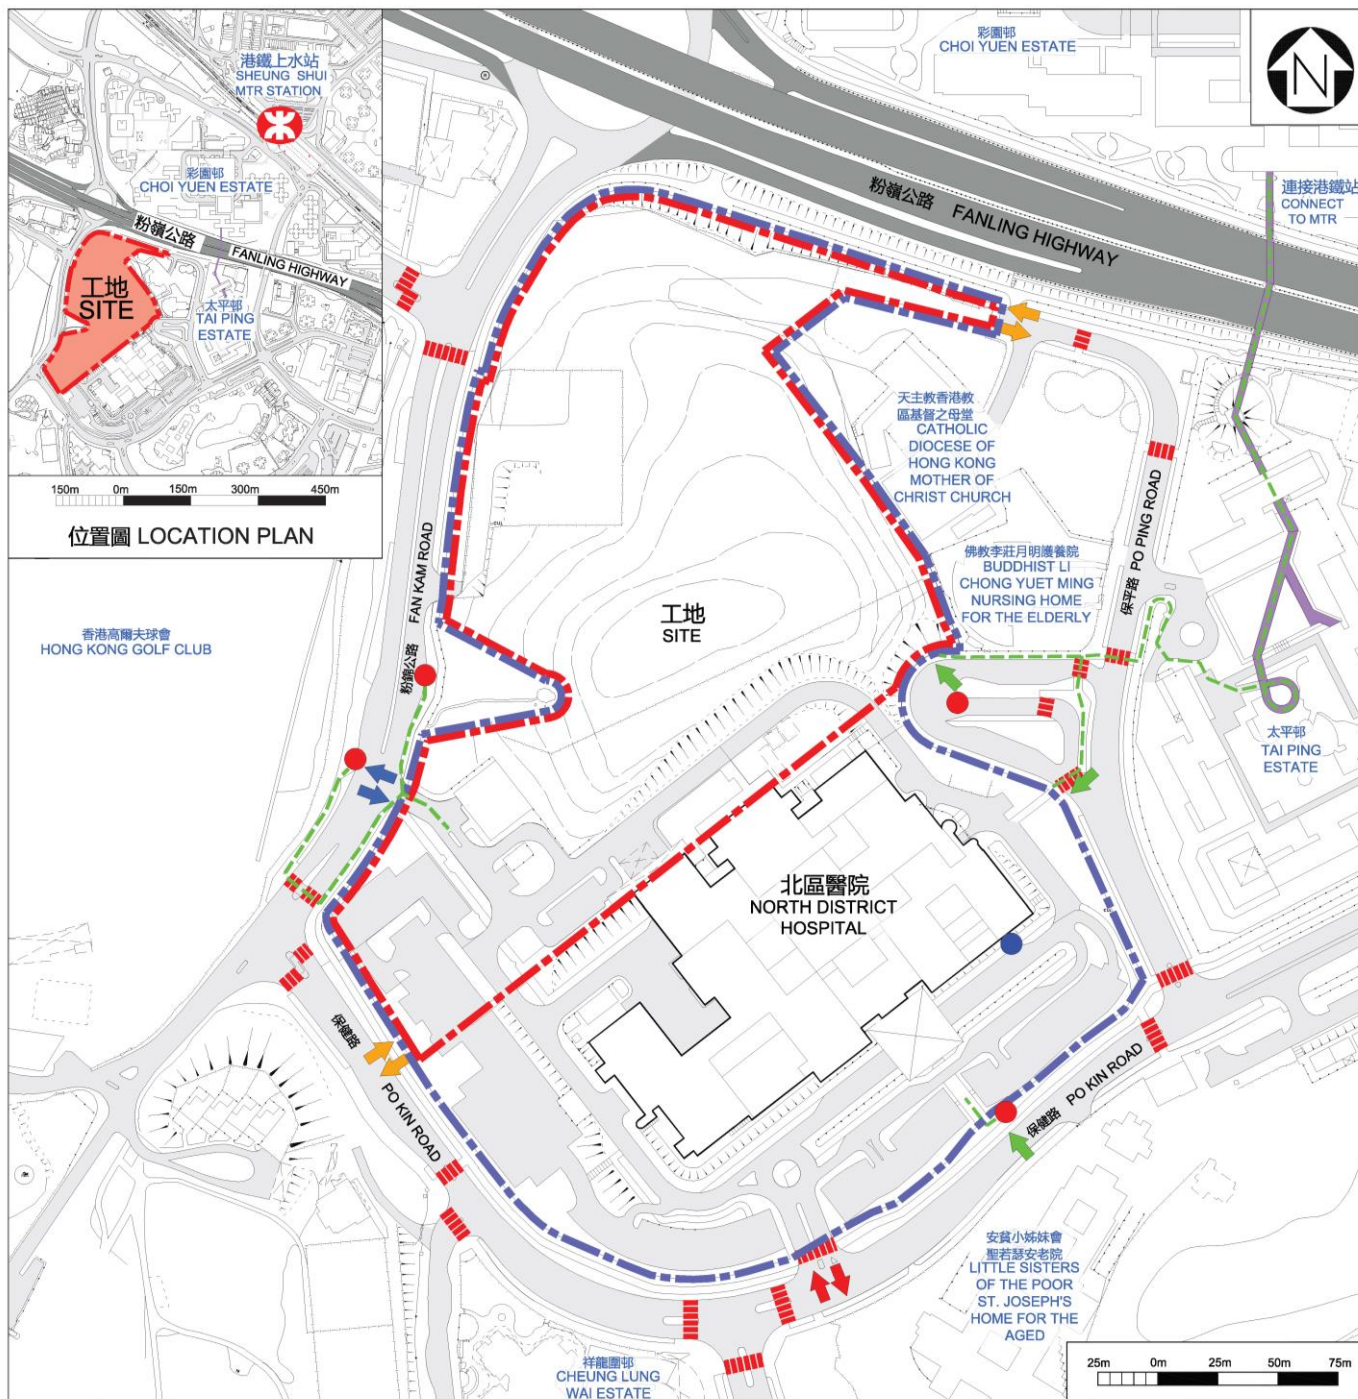 港鐵上水站
SHEUNG SHUI
MTR STATION
彩園邨
CHOI YUEN ESTATE
粉嶺公路
FANLING HIGHWAY
工地
SITE
太平邨
TAI PING
ESTATE
150m 0m 150m 300m 450m
位置圖 LOCATION PLAN
彩園邨
CHOI YUEN ESTATE
N
連接港鐵站
CONNECT
TO MTR
粉嶺公路 FANLING HIGHWAY
天主教香港教
區基督之母堂
CATHOLIC
DIOCESE OF
HONG KONG
MOTHER OF
CHRIST CHURCH
粉錦公路 FAN KAM ROAD
保平路 PO PING ROAD
佛教李莊月明護養院
BUDDHIST LI
CHONG YUET MING
NURSING HOME
FOR THE ELDERLY
工地
SITE
香港高爾夫球會
HONG KONG GOLF CLUB
太平邨
TAI PING
ESTATE
北區醫院
NORTH DISTRICT
HOSPITAL
保健路 PO KIN ROAD
保健路 PO KIN ROAD
安貧小姊妹會
聖若瑟安老院
LITTLE SISTERS
OF THE POOR
ST. JOSEPH'S
HOME FOR THE
AGED
祥龍圍邨
CHEUNG LUNG
WAI ESTATE
25m 0m 25m 50m 75m